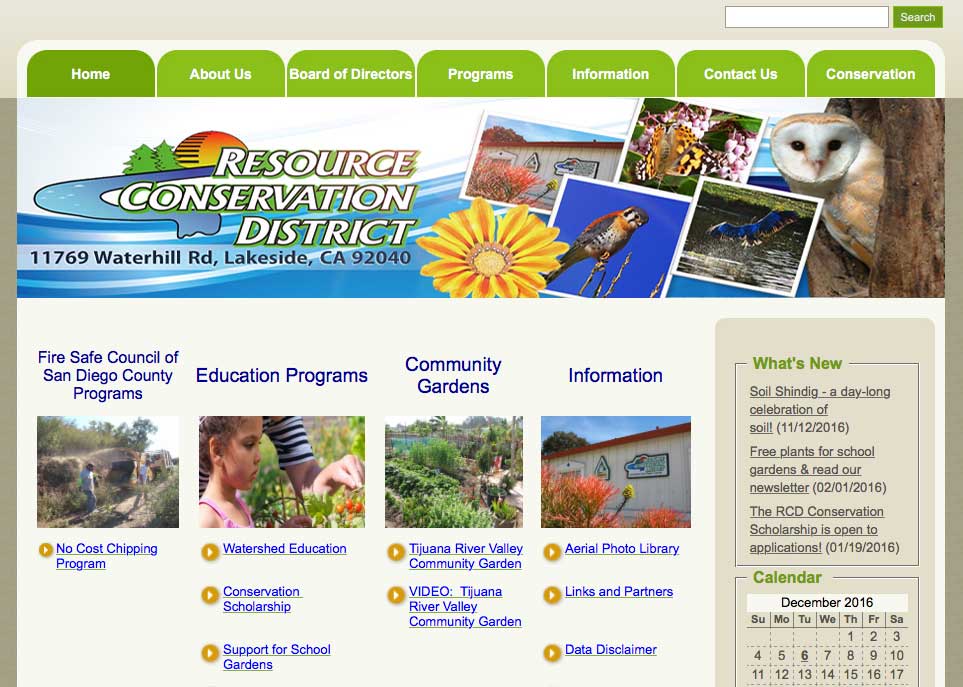 Search
Home
About Us
Board of Directors
Programs
Information
Contact Us
Conservation
RESOURCE
CONSERVATION
DISTRICT
11769 Waterhill Rd, Lakeside, CA 92040
Fire Safe Council of
San Diego County
Programs
No Cost Chipping
Program
Education Programs
Watershed Education
Conservation
Scholarship
Support for School
Gardens
Community
Gardens
Tijuana River Valley
Community Garden
VIDEO:  Tijuana
River Valley
Community Garden
Information
Aerial Photo Library
Links and Partners
Data Disclaimer
What's New
Soil Shindig - a day-long
celebration of
soil! (11/12/2016)
Free plants for school
gardens & read our
newsletter (02/01/2016)
The RCD Conservation
Scholarship is open to
applications! (01/19/2016)
Calendar
December 2016
Su Mo Tu We Th Fr Sa
1 2 3
4 5 6 7 8 9 10
11 12 13 14 15 16 17